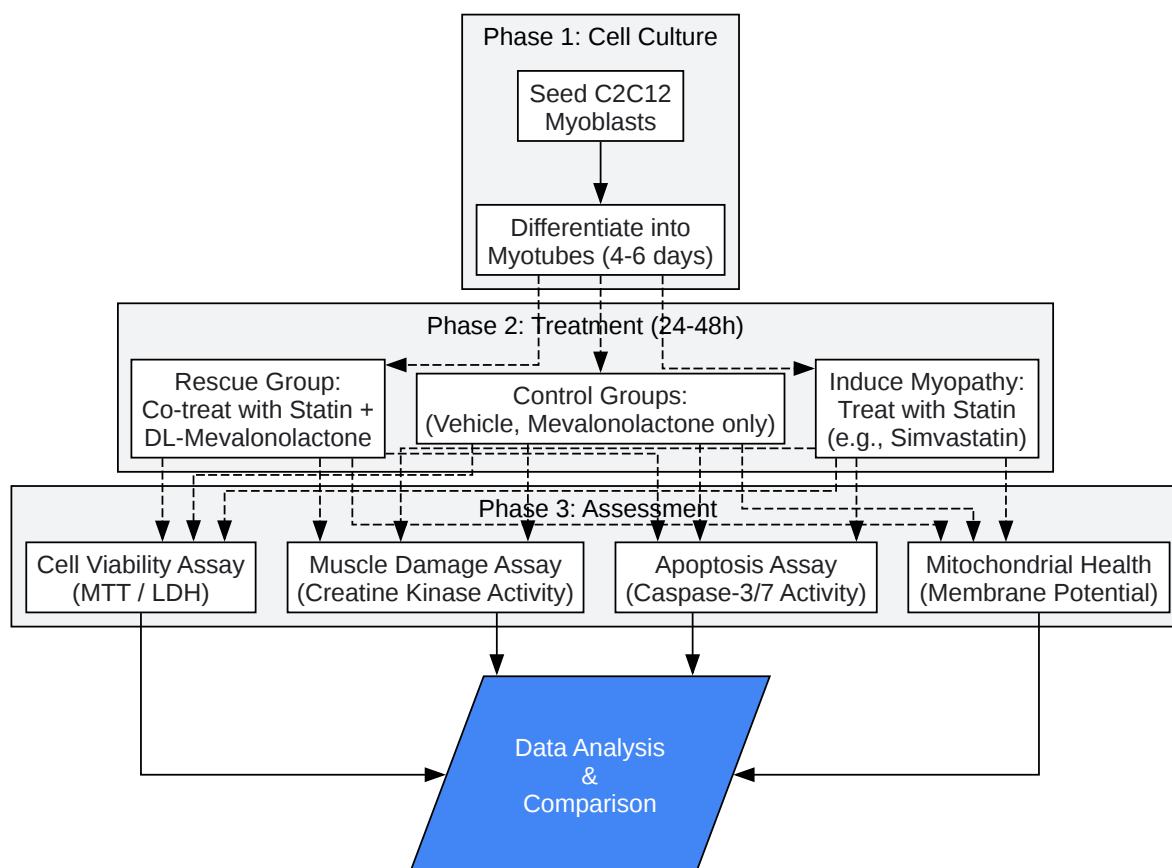 Phase 1: Cell Culture
Seed C2C12
Myoblasts
Differentiate into
Myotubes (4-6 days)
Phase 2: Treatment (24-48h)
Rescue Group:
Co-treat with Statin +
DL-Mevalonolactone
Control Groups:
(Vehicle, Mevalonolactone only)
Induce Myopathy:
Treat with Statin
(e.g., Simvastatin)
Phase 3: Assessment
Cell Viability Assay
(MTT / LDH)
Muscle Damage Assay
(Creatine Kinase Activity)
Apoptosis Assay
(Caspase-3/7 Activity)
Mitochondrial Health
(Membrane Potential)
Data Analysis
&
Comparison